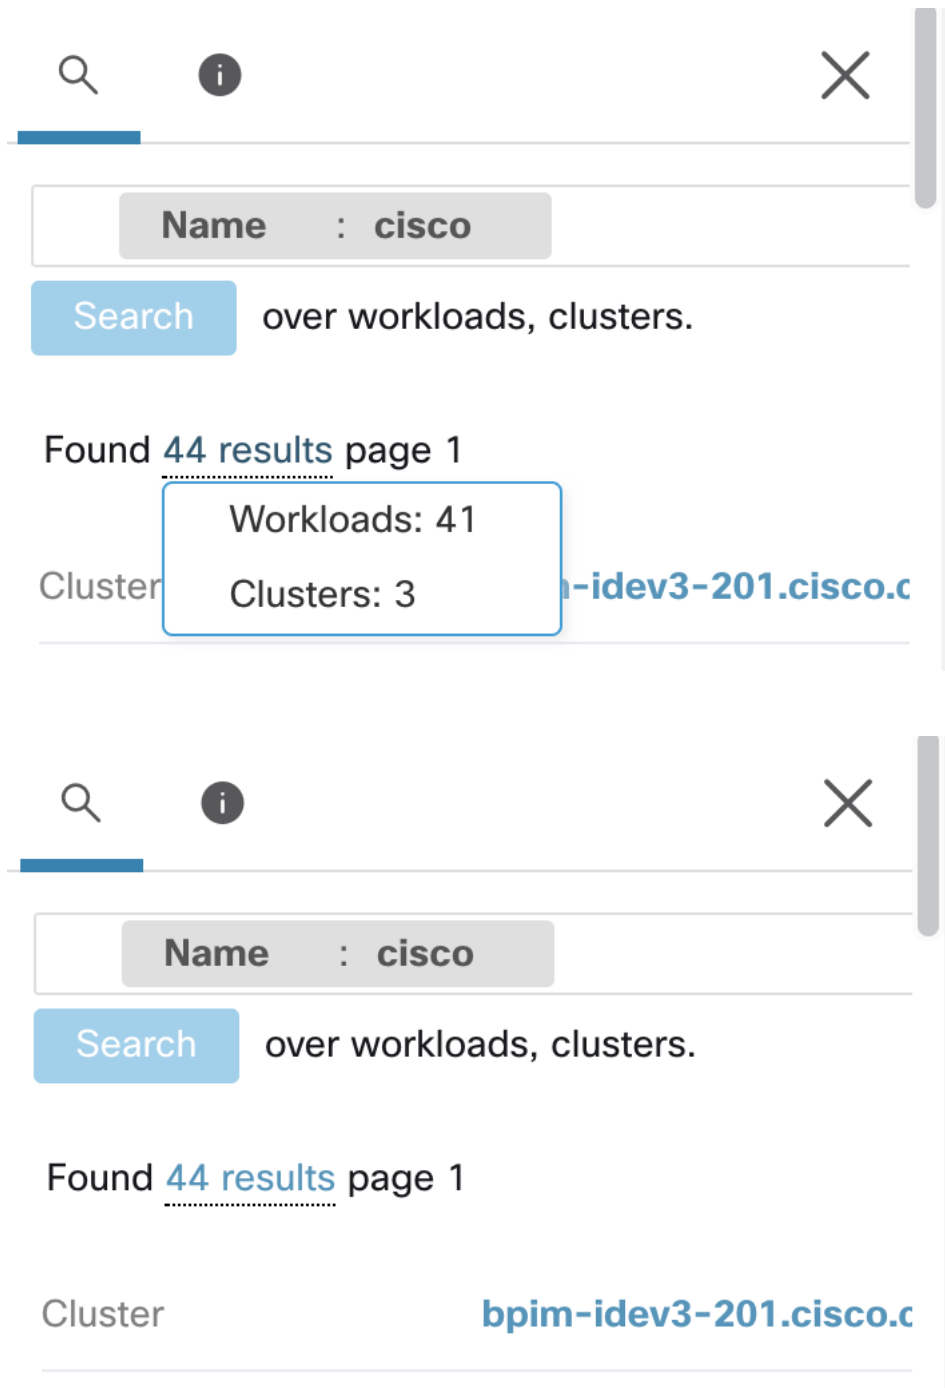 Name : cisco
Search over workloads, clusters.
Found 44 results page 1
Workloads: 41
Clusters: 3
Cluster -idev3-201.cisco.c
Name : cisco
Search over workloads, clusters.
Found 44 results page 1
Cluster bpim-idev3-201.cisco.c